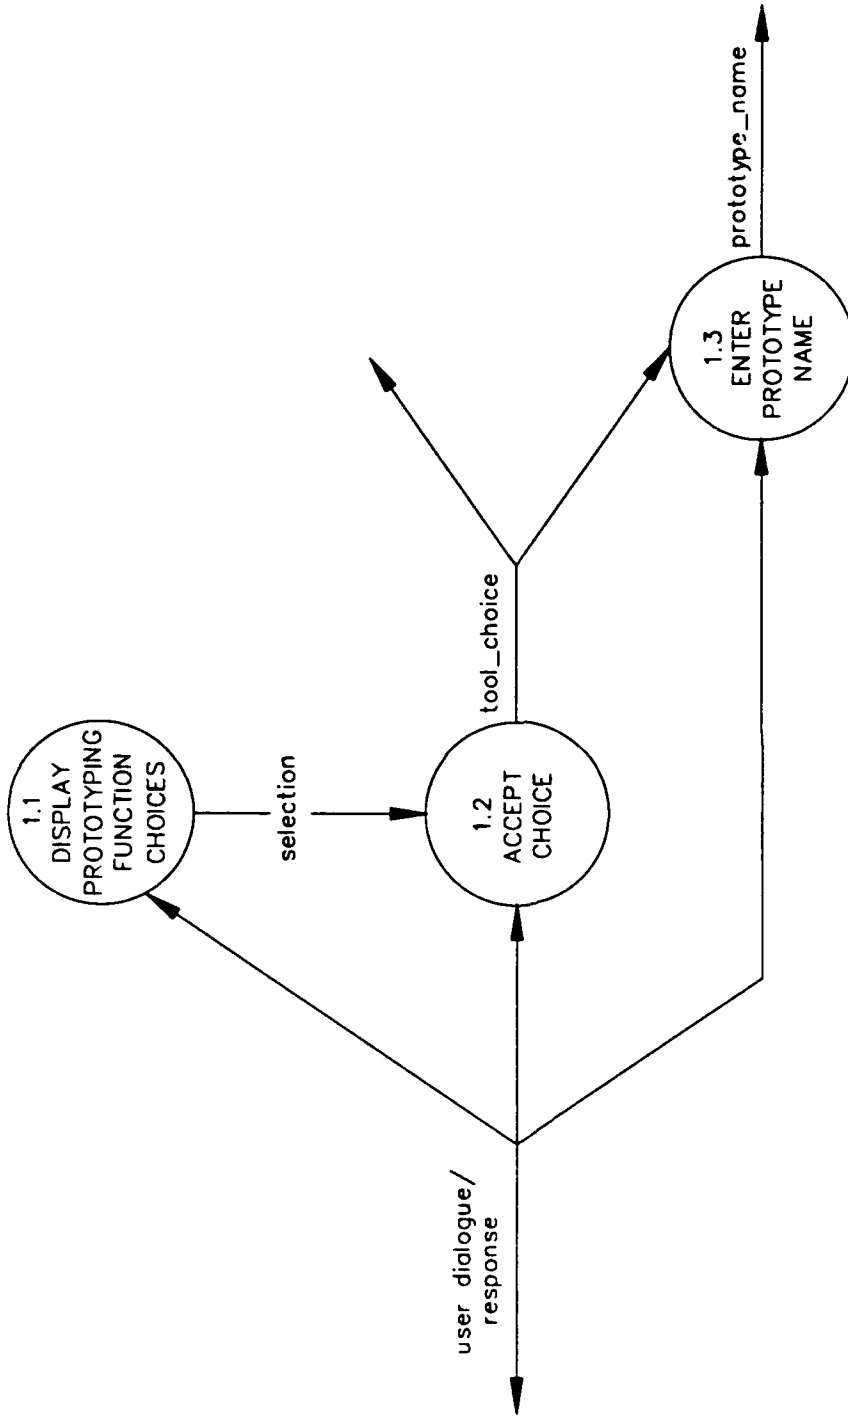 1.1
DISPLAY
PROTOTYPING
FUNCTION
CHOICES
selection
user dialogue/
response
1.2
ACCEPT
CHOICE
tool_choice
1.3
ENTER
PROTOTYPE
NAME
prototype_name